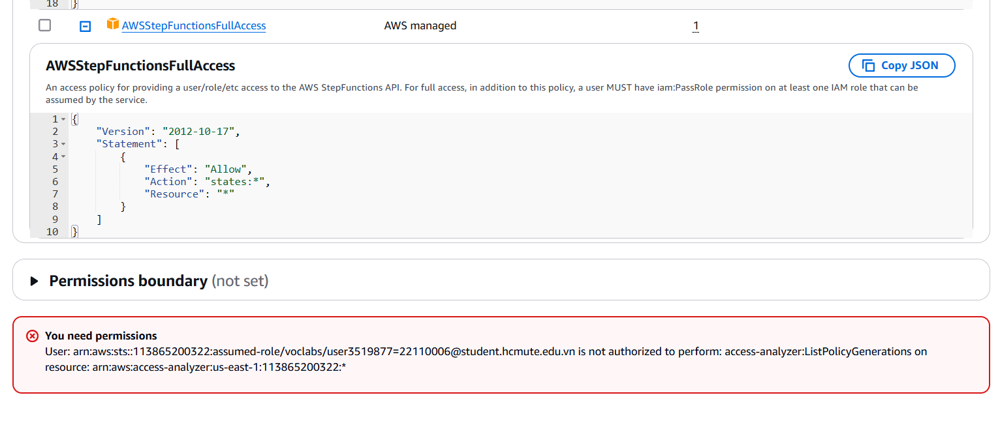 18 }
AWSStepFunctionsFullAccess AWS managed 1
AWSStepFunctionsFullAccess Copy JSON
An access policy for providing a user/role/etc access to the AWS StepFunctions API. For full access, in addition to this policy, a user MUST have iam:PassRole permission on at least one IAM role that can be
assumed by the service.
1 {
2     "Version": "2012-10-17",
3     "Statement": [
4         {
5             "Effect": "Allow",
6             "Action": "states:*",
7             "Resource": "*"
8         }
9     ]
10 }
Permissions boundary (not set)
You need permissions
User: arn:aws:sts::113865200322:assumed-role/voclabs/user3519877=22110006@student.hcmute.edu.vn is not authorized to perform: access-analyzer:ListPolicyGenerations on
resource: arn:aws:access-analyzer:us-east-1:113865200322:*